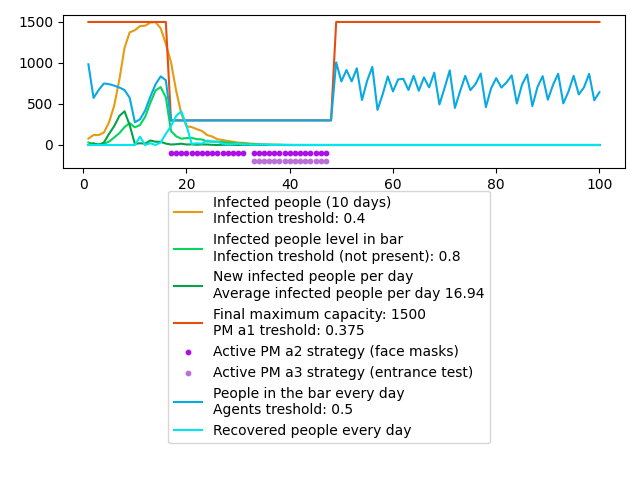 1500
1000
500
0
0
20
40
60
80
100
Infected people (10 days)
Infection treshold: 0.4
Infected people level in bar
Infection treshold (not present): 0.8
New infected people per day
Average infected people per day 16.94
Final maximum capacity: 1500
PM a1 treshold: 0.375
Active PM a2 strategy (face masks)
Active PM a3 strategy (entrance test)
People in the bar every day
Agents treshold: 0.5
Recovered people every day